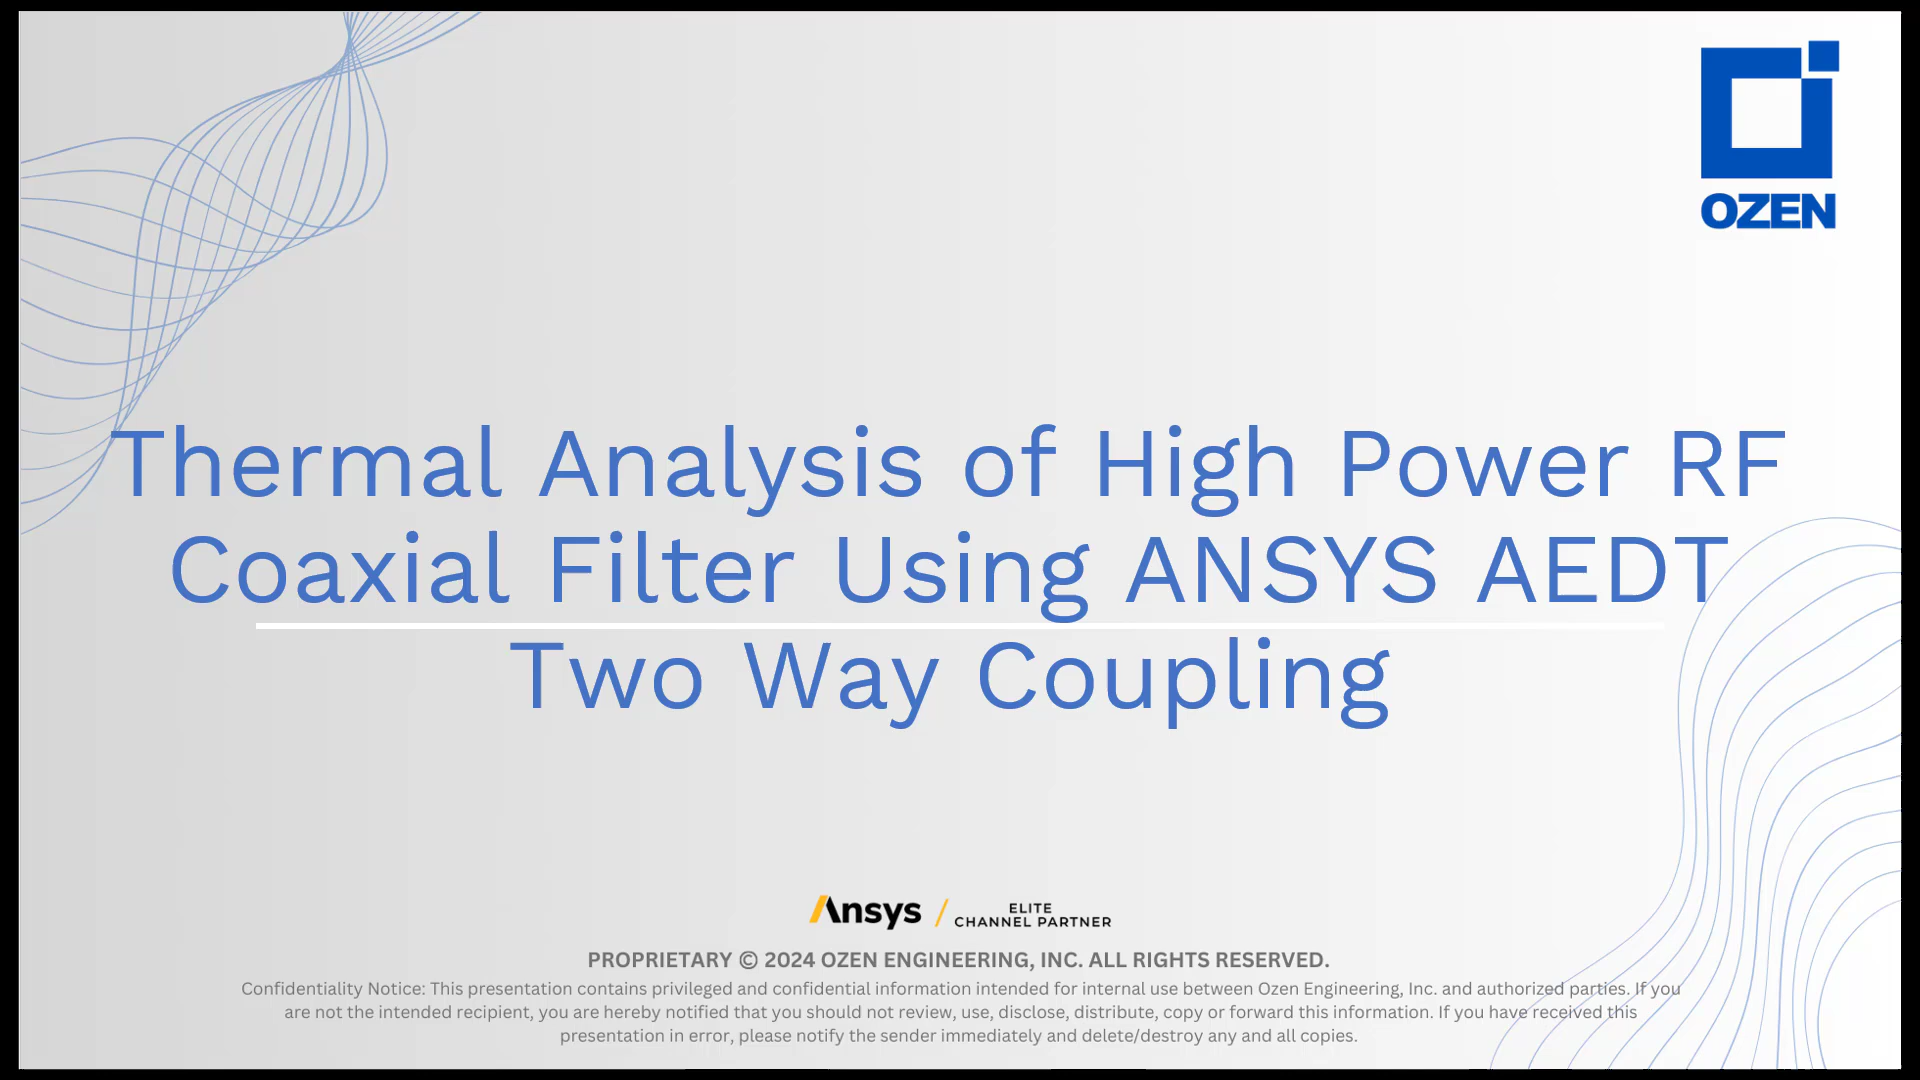 OZEN
Thermal Analysis of High Power RF
Coaxial Filter Using ANSYS AEDT
Two Way Coupling
Ansys / ELITE
CHANNEL PARTNER
PROPRIETARY © 2024 OZEN ENGINEERING, INC. ALL RIGHTS RESERVED.
Confidentiality Notice: This presentation contains privileged and confidential information intended for internal use between Ozen Engineering, Inc. and authorized parties. If you
are not the intended recipient, you are hereby notified that you should not review, use, disclose, distribute, copy or forward this information. If you have received this
presentation in error, please notify the sender immediately and delete/destroy any and all copies.